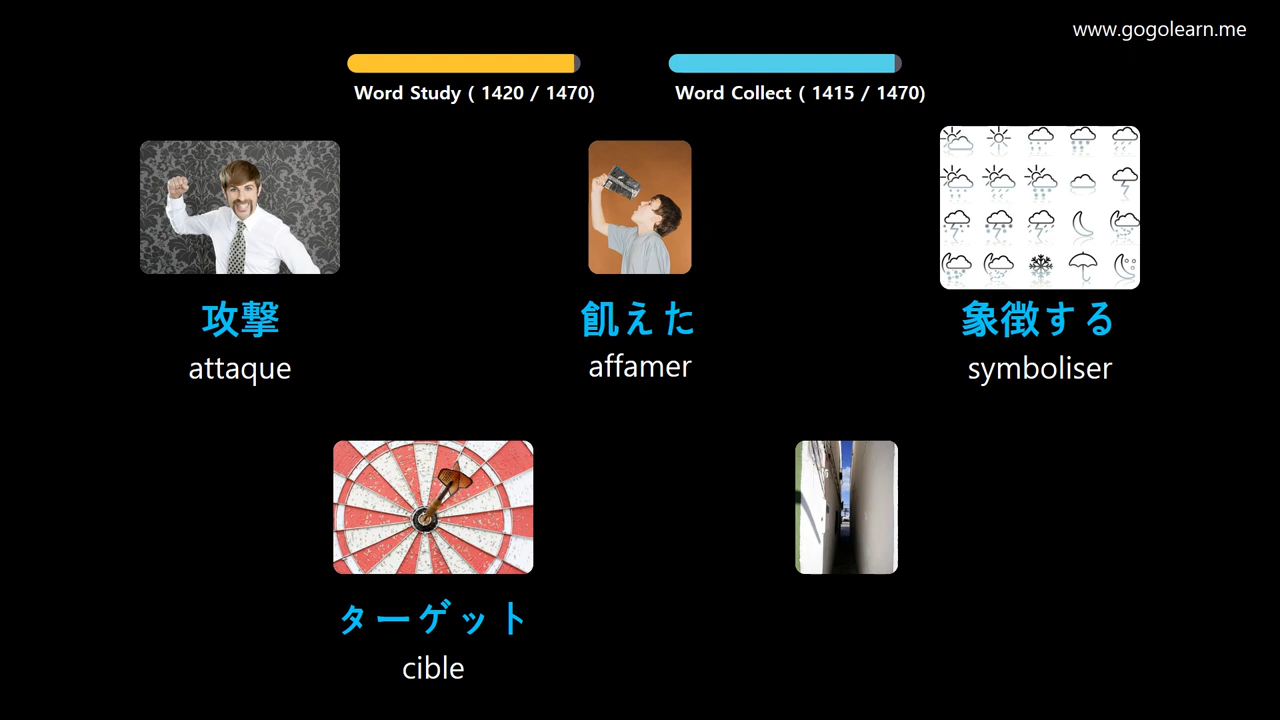 www.gogolearn.me
Word Study ( 1420 / 1470)
Word Collect ( 1415 / 1470)
攻撃
attaque
飢えた
affamer
象徴する
symboliser
ターゲット
cible